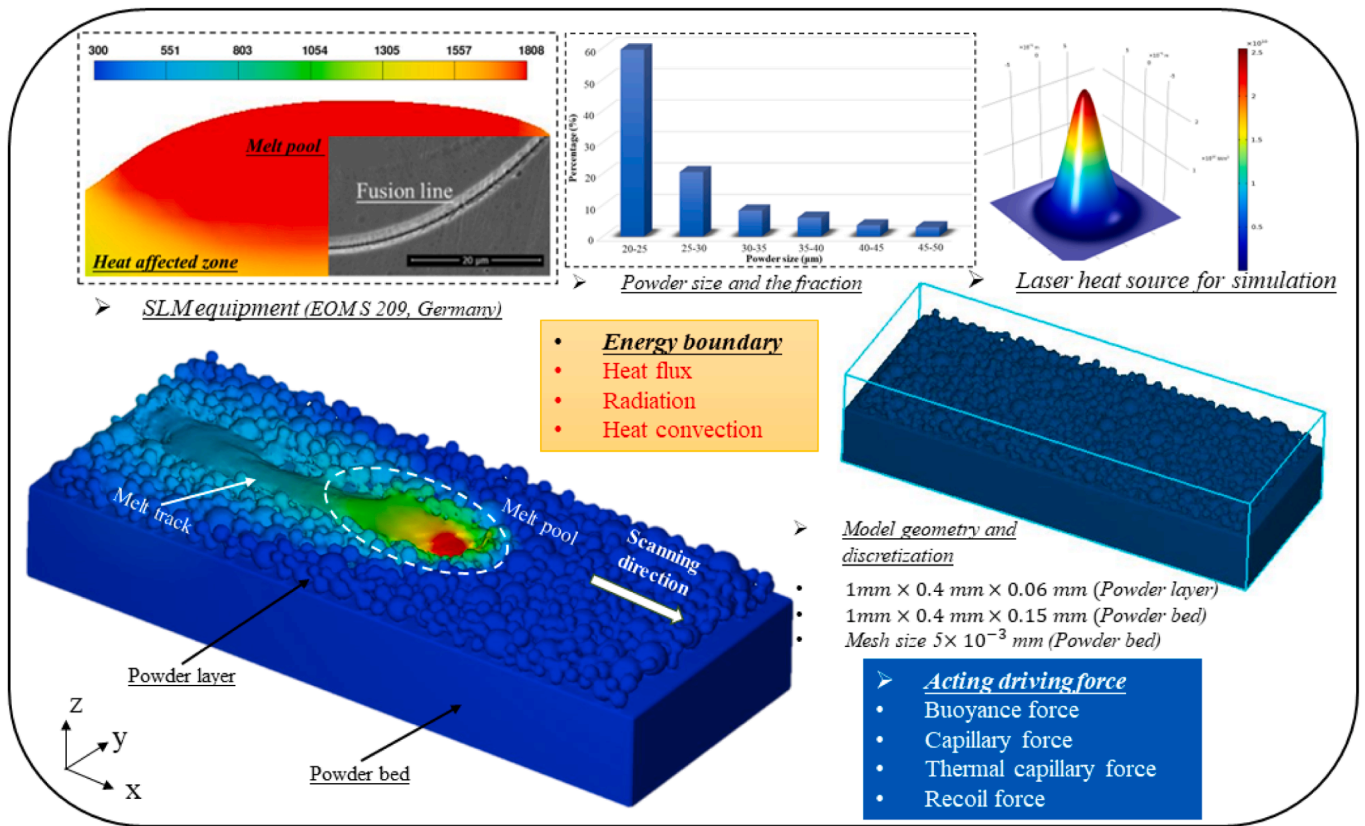 300 551 803 1054 1305 1557 1808
Melt pool
Fusion line
20 µm
Heat affected zone
➢ SLM equipment (EOM S 209, Germany)
Percentage (%)
60
50
40
30
20
10
0
20-25 25-30 30-35 35-40 40-45 45-50
Powder size (µm)
➢ Powder size and the fraction
2.5
2
1.5
1
0.5
➢ Laser heat source for simulation
• Energy boundary
• Heat flux
• Radiation
• Heat convection
Melt track
Melt pool
Scanning
direction
Powder layer
Powder bed
z
y
x
➢ Model geometry and
discretization
• 1mm × 0.4 mm × 0.06 mm (Powder layer)
• 1mm × 0.4 mm × 0.15 mm (Powder bed)
• Mesh size 5× 10⁻³ mm (Powder bed)
➢ Acting driving force
• Buoyance force
• Capillary force
• Thermal capillary force
• Recoil force